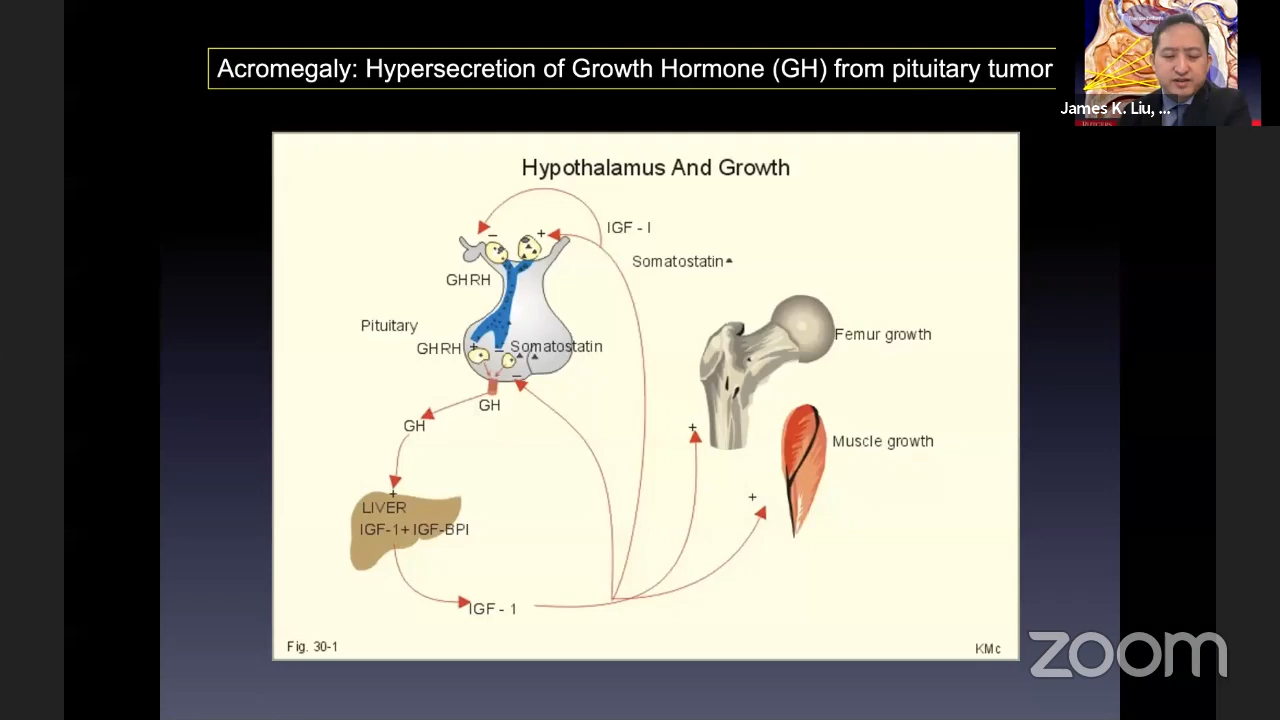 Acromegaly: Hypersecretion of Growth Hormone (GH) from pituitary tumor
James K. Liu, ...
RUTGERS
Hypothalamus And Growth
IGF - I
Somatostatin
GHRH
Pituitary
GHRH
Somatostatin
GH
GH
Femur growth
Muscle growth
LIVER
IGF-1+ IGF-BPI
IGF - 1
Fig. 30-1
KMc
zoom